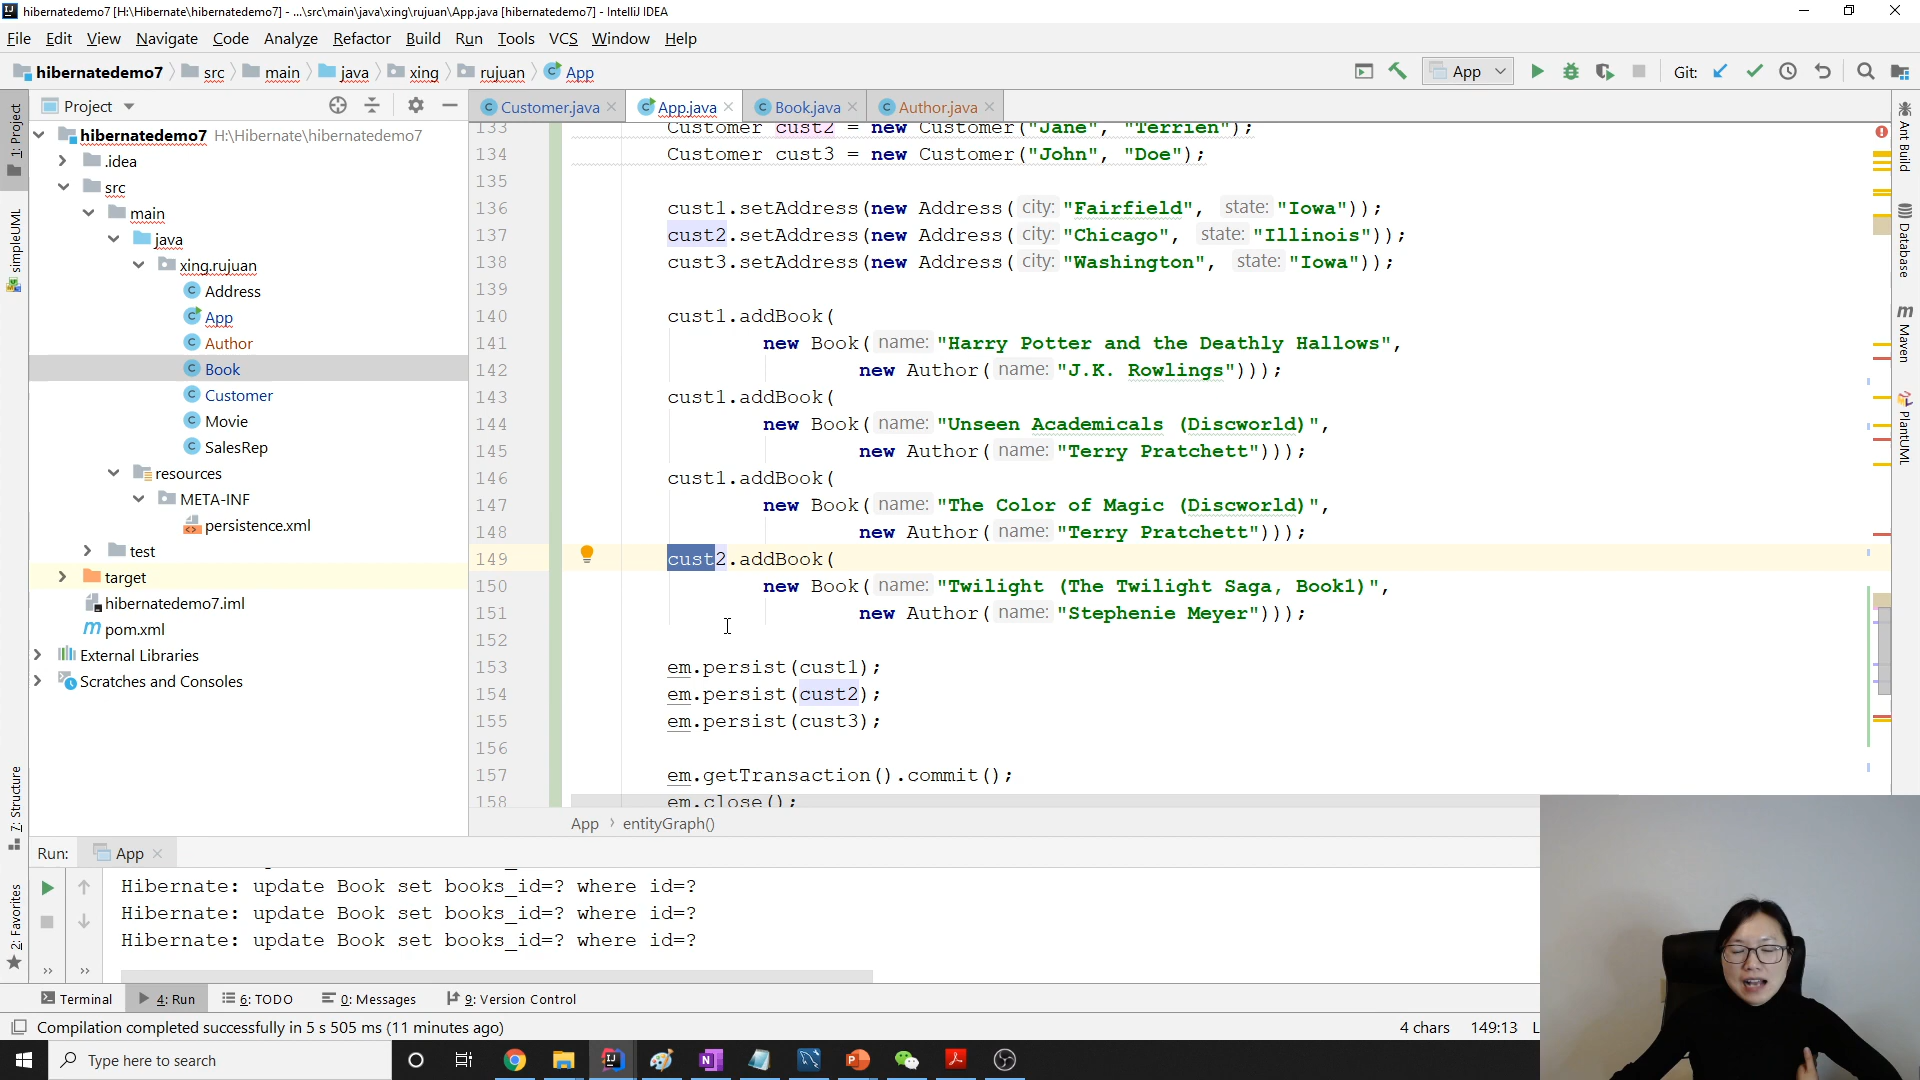 hibernatedemo7 [H:\Hibernate\hibernatedemo7] - ...\src\main\java\xing\rujuan\App.java [hibernatedemo7] - IntelliJ IDEA
File Edit View Navigate Code Analyze Refactor Build Run Tools VCS Window Help
hibernatedemo7 src main java xing rujuan App
App
Git:
Project
Customer.java App.java Book.java Author.java
1: Project
simpleUML
7: Structure
2: Favorites
hibernatedemo7 H:\Hibernate\hibernatedemo7
.idea
src
main
java
xing.rujuan
Address
App
Author
Book
Customer
Movie
SalesRep
resources
META-INF
persistence.xml
test
target
hibernatedemo7.iml
pom.xml
External Libraries
Scratches and Consoles
133 Customer cust2 = new Customer("Jane", "Terrien");
134 Customer cust3 = new Customer("John", "Doe");
135
136 cust1.setAddress(new Address( city: "Fairfield", state: "Iowa"));
137 cust2.setAddress(new Address( city: "Chicago", state: "Illinois"));
138 cust3.setAddress(new Address( city: "Washington", state: "Iowa"));
139
140 cust1.addBook(
141 new Book( name: "Harry Potter and the Deathly Hallows",
142 new Author( name: "J.K. Rowlings")));
143 cust1.addBook(
144 new Book( name: "Unseen Academicals (Discworld)",
145 new Author( name: "Terry Pratchett")));
146 cust1.addBook(
147 new Book( name: "The Color of Magic (Discworld)",
148 new Author( name: "Terry Pratchett")));
149 cust2.addBook(
150 new Book( name: "Twilight (The Twilight Saga, Book1)",
151 new Author( name: "Stephenie Meyer")));
152
153 em.persist(cust1);
154 em.persist(cust2);
155 em.persist(cust3);
156
157 em.getTransaction().commit();
158 em.close();
App › entityGraph()
Ant Build
Database
Maven
PlantUML
Run: App
Hibernate: update Book set books_id=? where id=?
Hibernate: update Book set books_id=? where id=?
Hibernate: update Book set books_id=? where id=?
Terminal 4: Run 6: TODO 0: Messages 9: Version Control
Compilation completed successfully in 5 s 505 ms (11 minutes ago)
4 chars 149:13
Type here to search